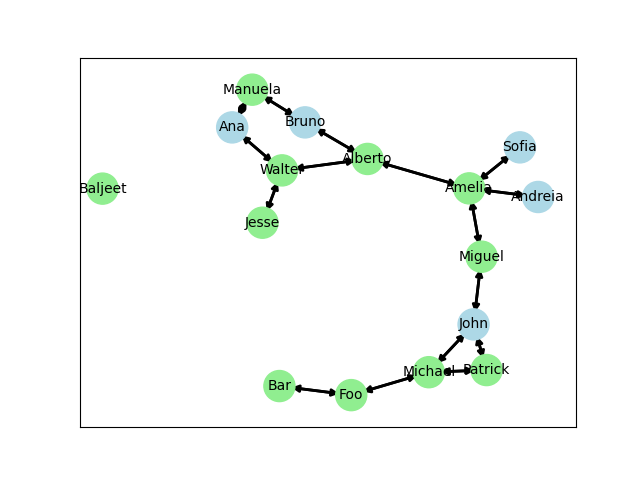 Manuela
Bruno
Ana
Sofia
Alberto
Walter
Baljeet
Amelia
Andreia
Jesse
Miguel
John
Michael
Patrick
Bar
Foo